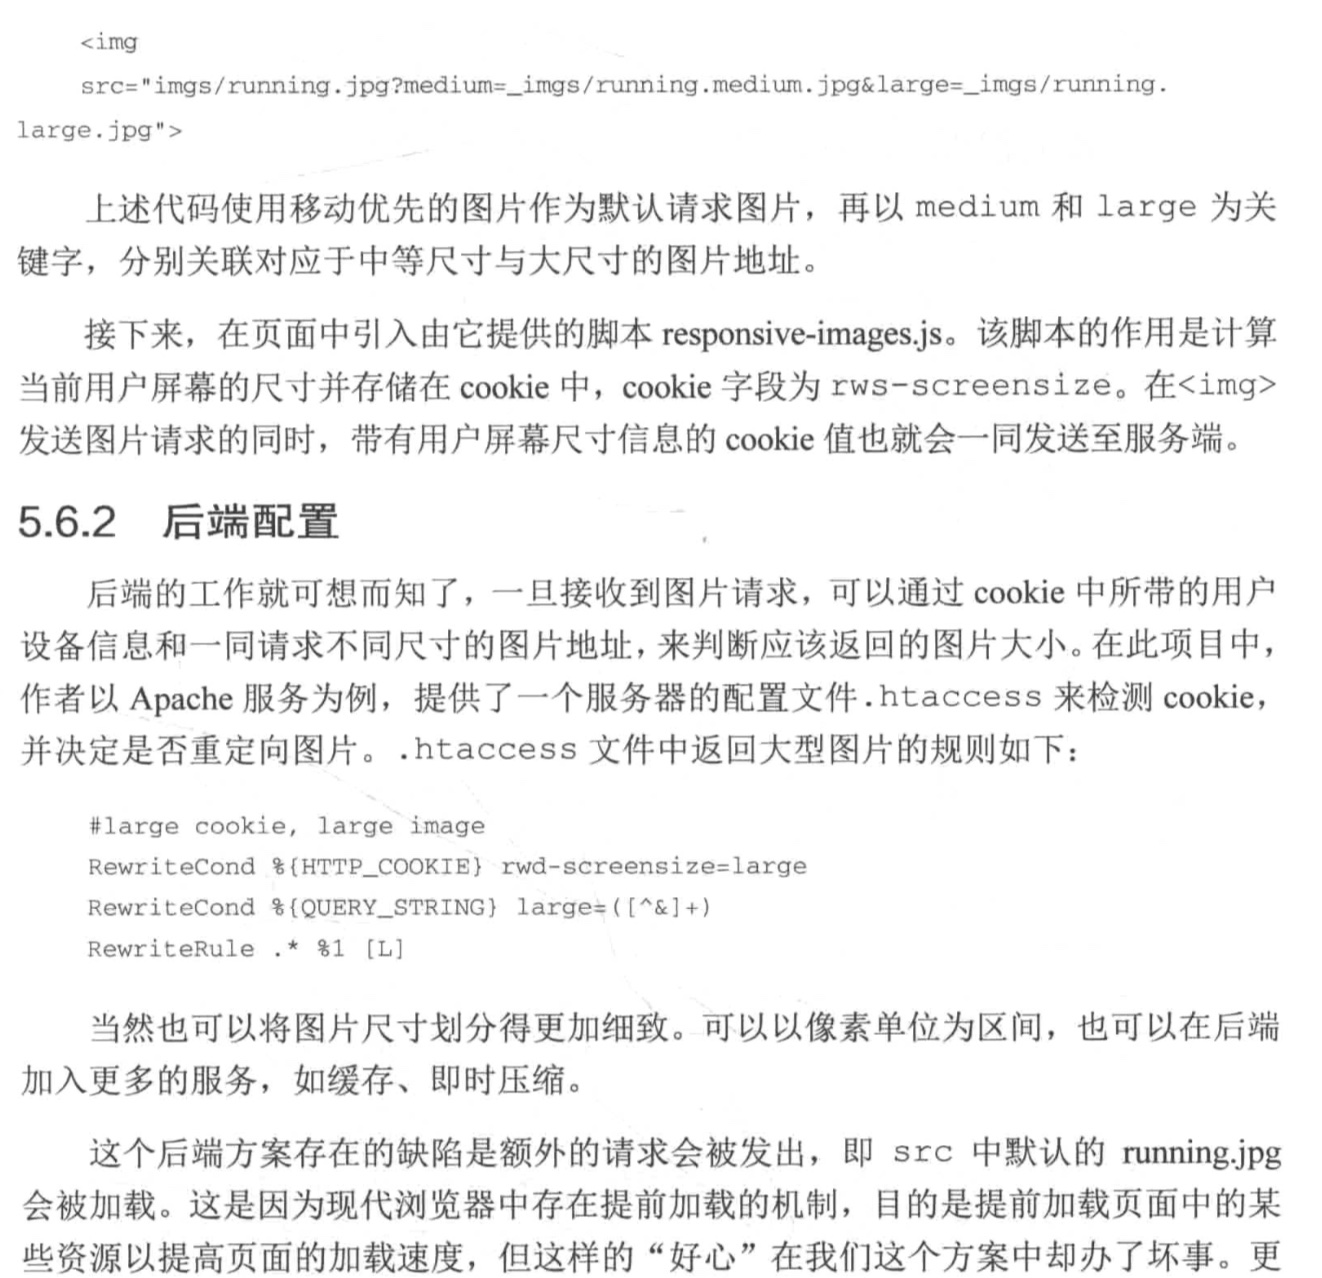 <img
src="imgs/running.jpg?medium=_imgs/running.medium.jpg&large=_imgs/running.
large.jpg">
上述代码使用移动优先的图片作为默认请求图片，再以 medium 和 large 为关
键字，分别关联对应于中等尺寸与大尺寸的图片地址。
接下来，在页面中引入由它提供的脚本 responsive-images.js。该脚本的作用是计算
当前用户屏幕的尺寸并存储在 cookie 中，cookie 字段为 rws-screensize。在<img>
发送图片请求的同时，带有用户屏幕尺寸信息的 cookie 值也就会一同发送至服务端。
5.6.2 后端配置
后端的工作就可想而知了，一旦接收到图片请求，可以通过 cookie 中所带的用户
设备信息和一同请求不同尺寸的图片地址，来判断应该返回的图片大小。在此项目中，
作者以 Apache 服务为例，提供了一个服务器的配置文件.htaccess 来检测 cookie，
并决定是否重定向图片。.htaccess 文件中返回大型图片的规则如下：
#large cookie, large image
RewriteCond %{HTTP_COOKIE} rwd-screensize=large
RewriteCond %{QUERY_STRING} large=([^&]+)
RewriteRule .* %1 [L]
当然也可以将图片尺寸划分得更加细致。可以以像素单位为区间，也可以在后端
加入更多的服务，如缓存、即时压缩。
这个后端方案存在的缺陷是额外的请求会被发出，即 src 中默认的 running.jpg
会被加载。这是因为现代浏览器中存在提前加载的机制，目的是提前加载页面中的某
些资源以提高页面的加载速度，但这样的“好心”在我们这个方案中却办了坏事。更